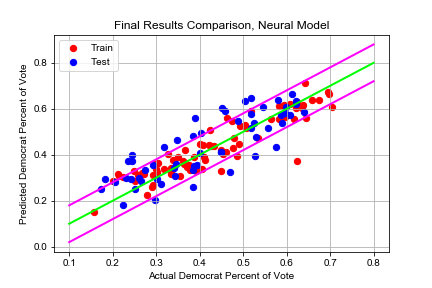 Final Results Comparison, Neural Model
Train
Test
Predicted Democrat Percent of Vote
0.8
0.6
0.4
0.2
0.0
0.1 0.2 0.3 0.4 0.5 0.6 0.7 0.8
Actual Democrat Percent of Vote